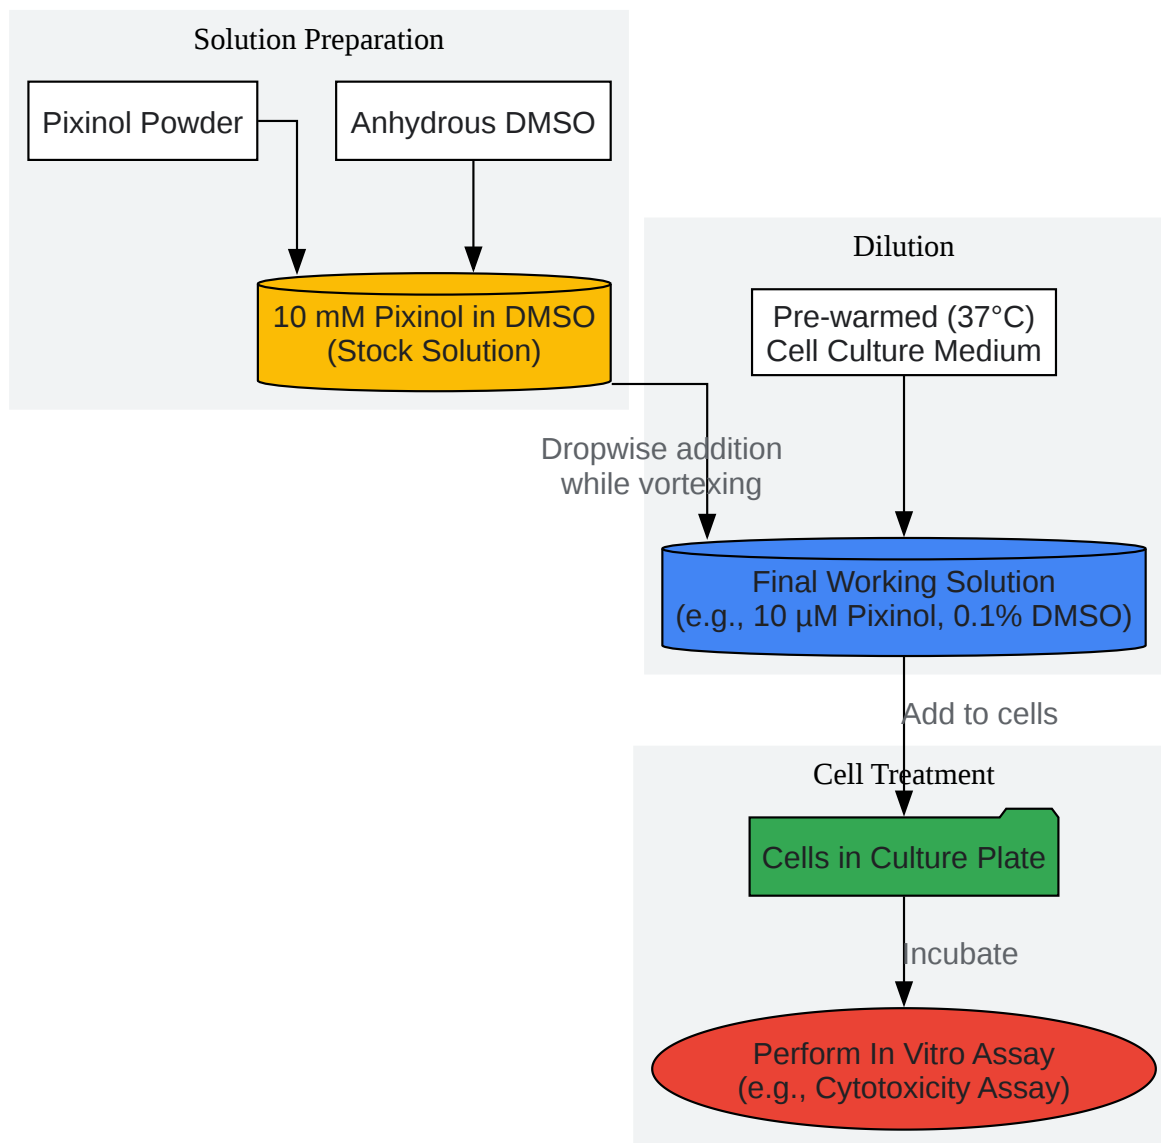 Solution Preparation
Pixinol Powder
Anhydrous DMSO
10 mM Pixinol in DMSO
(Stock Solution)
Dilution
Pre-warmed (37°C)
Cell Culture Medium
Dropwise addition
while vortexing
Final Working Solution
(e.g., 10 µM Pixinol, 0.1% DMSO)
Add to cells
Cell Treatment
Cells in Culture Plate
Incubate
Perform In Vitro Assay
(e.g., Cytotoxicity Assay)